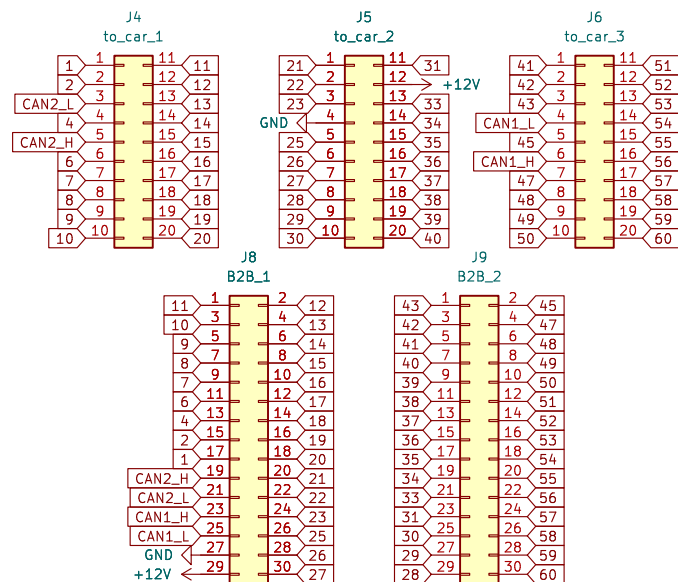 J4
to_car_1
1 1 11 11
2 2 12 12
CAN2_L 3 13 13
4 4 14 14
CAN2_H 5 15 15
6 6 16 16
7 7 17 17
8 8 18 18
9 9 19 19
10 10 20 20
J5
to_car_2
21 1 11 31
22 2 12 +12V
23 3 13 33
GND 4 14 34
25 5 15 35
26 6 16 36
27 7 17 37
28 8 18 38
29 9 19 39
30 10 20 40
J6
to_car_3
41 1 11 51
42 2 12 52
43 3 13 53
CAN1_L 4 14 54
45 5 15 55
CAN1_H 6 16 56
47 7 17 57
48 8 18 58
49 9 19 59
50 10 20 60
J8
B2B_1
11 1 2 12
10 3 4 13
9 5 6 14
8 7 8 15
7 9 10 16
6 11 12 17
4 13 14 18
2 15 16 19
1 17 18 20
CAN2_H 19 20 21
CAN2_L 21 22 22
CAN1_H 23 24 23
CAN1_L 25 26 25
GND 27 28 26
+12V 29 30 27
J9
B2B_2
43 1 2 45
42 3 4 47
41 5 6 48
40 7 8 49
39 9 10 50
38 11 12 51
37 13 14 52
36 15 16 53
35 17 18 54
34 19 20 55
33 21 22 56
31 23 24 57
30 25 26 58
29 27 28 59
28 29 30 60